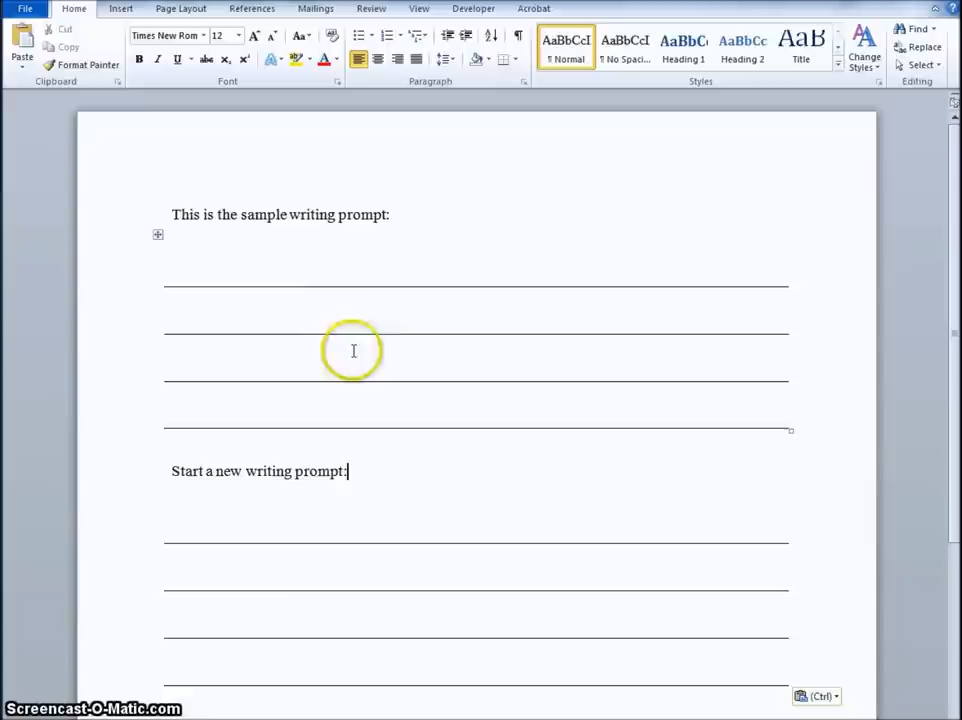 File Home Insert Page Layout References Mailings Review View Developer Acrobat
Paste
Cut
Copy
Format Painter
Clipboard
Times New Rom 12
Font
Paragraph
AaBbCcI AaBbCcI AaBbC AaBbCc AaB
¶ Normal ¶ No Spaci... Heading 1 Heading 2 Title
Change
Styles
Styles
Find
Replace
Select
Editing
This is the sample writing prompt:
Start a new writing prompt:
(Ctrl)
Screencast-O-Matic.com